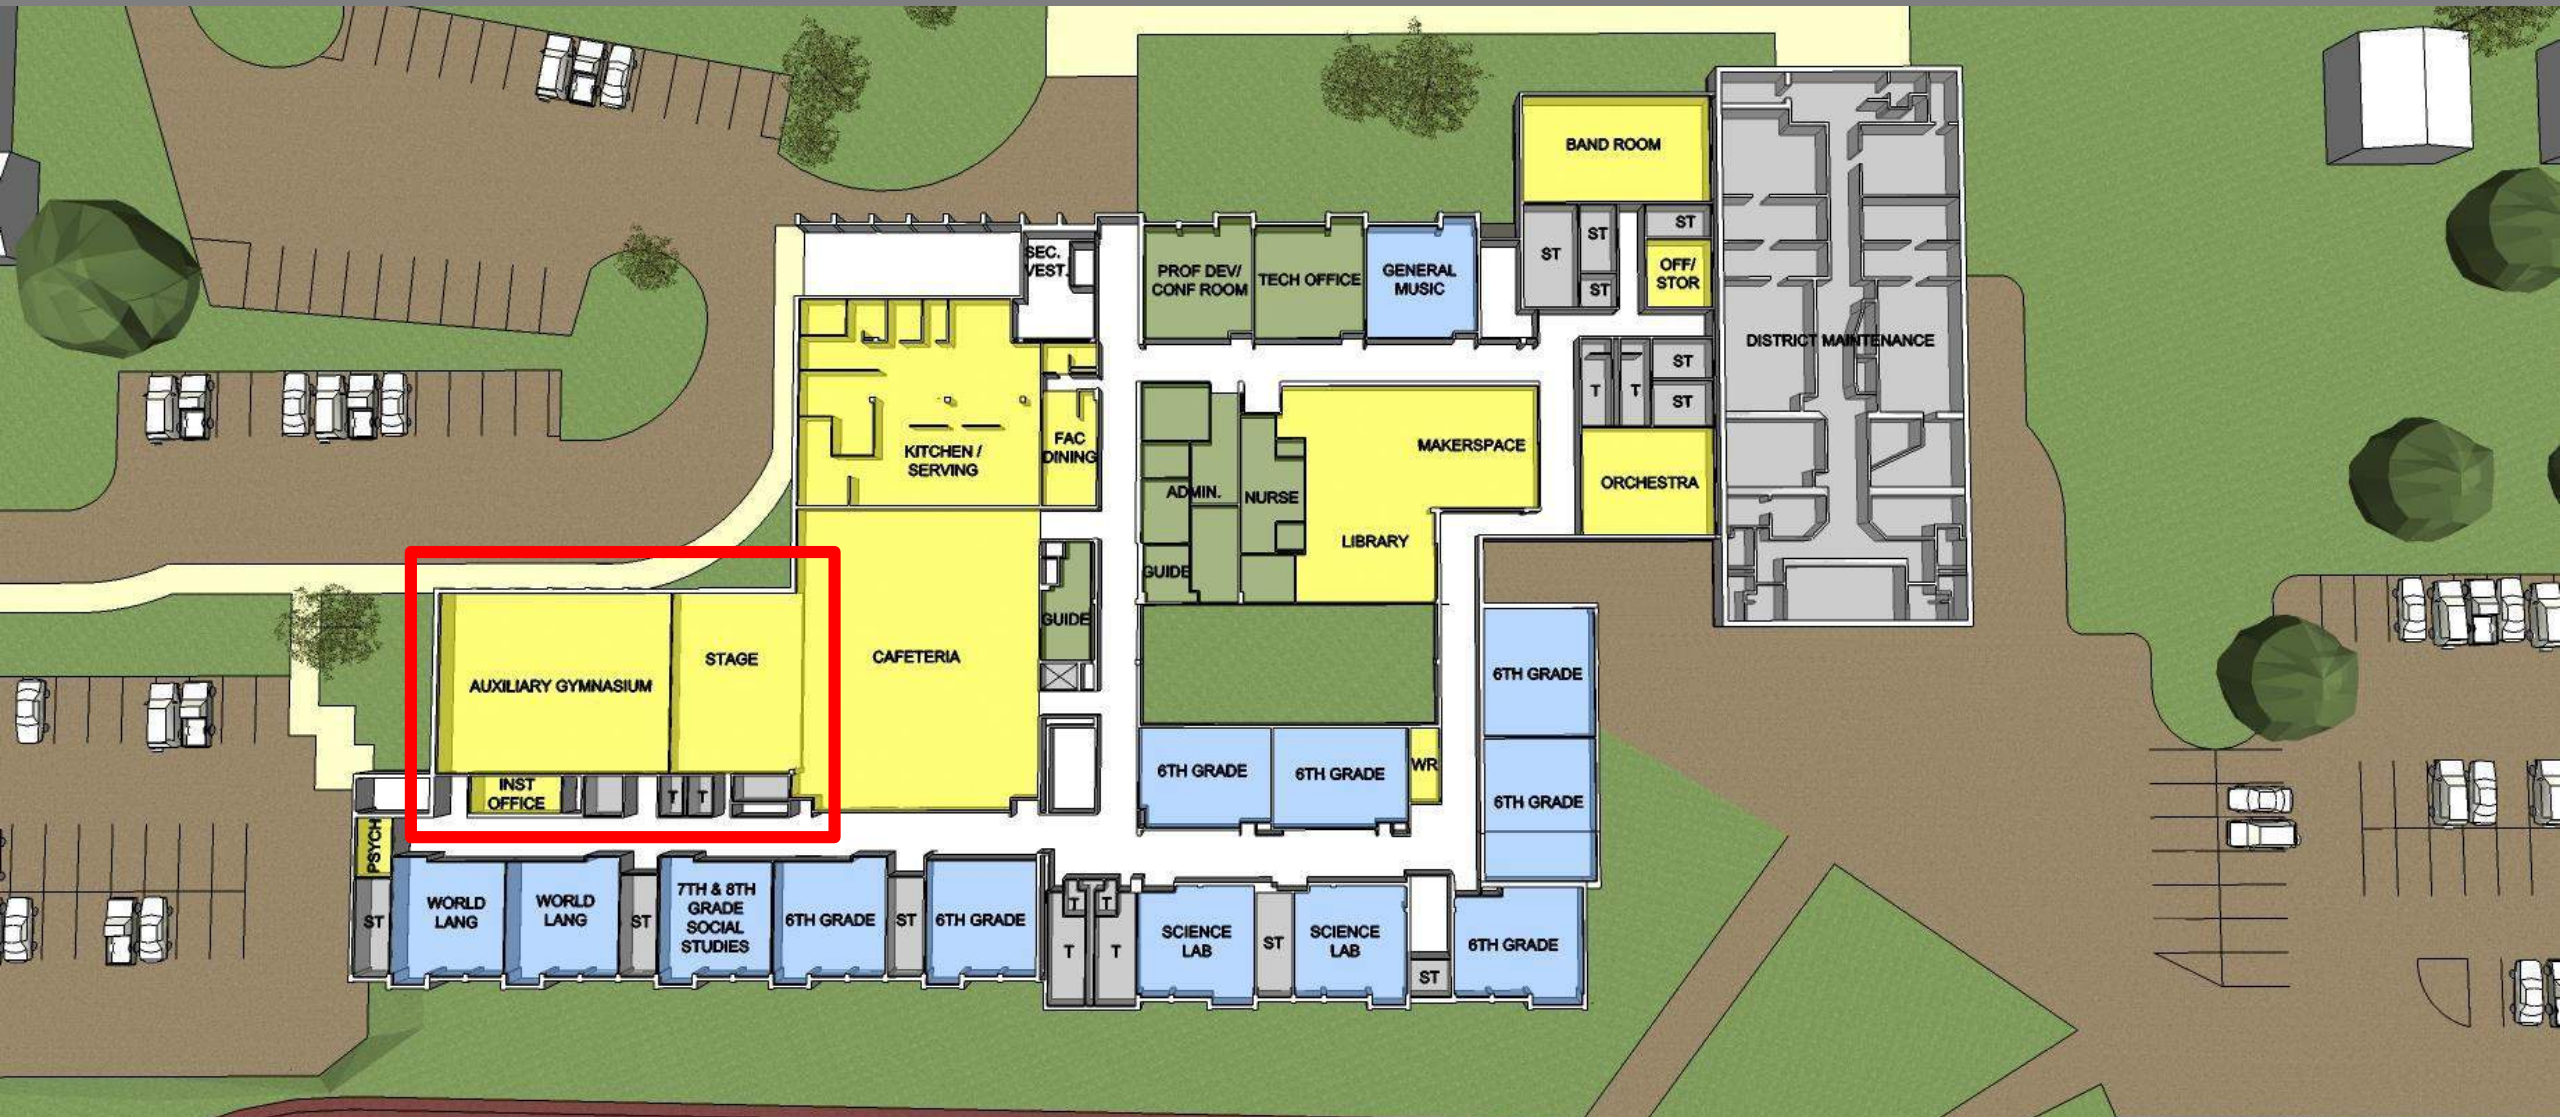 BAND ROOM
ST
ST
ST
ST
OFF/
STOR
SEC.
VEST.
PROF DEV/
CONF ROOM
TECH OFFICE
GENERAL
MUSIC
DISTRICT MAINTENANCE
T
T
ST
ST
KITCHEN /
SERVING
FAC
DINING
MAKERSPACE
ADMIN.
NURSE
ORCHESTRA
LIBRARY
GUIDE
GUIDE
AUXILIARY GYMNASIUM
STAGE
CAFETERIA
6TH GRADE
6TH GRADE
6TH GRADE
WR
6TH GRADE
INST
OFFICE
T
T
PSYCH
ST
WORLD
LANG
WORLD
LANG
ST
7TH & 8TH
GRADE
SOCIAL
STUDIES
6TH GRADE
ST
6TH GRADE
T
T
T
T
SCIENCE
LAB
ST
SCIENCE
LAB
ST
6TH GRADE